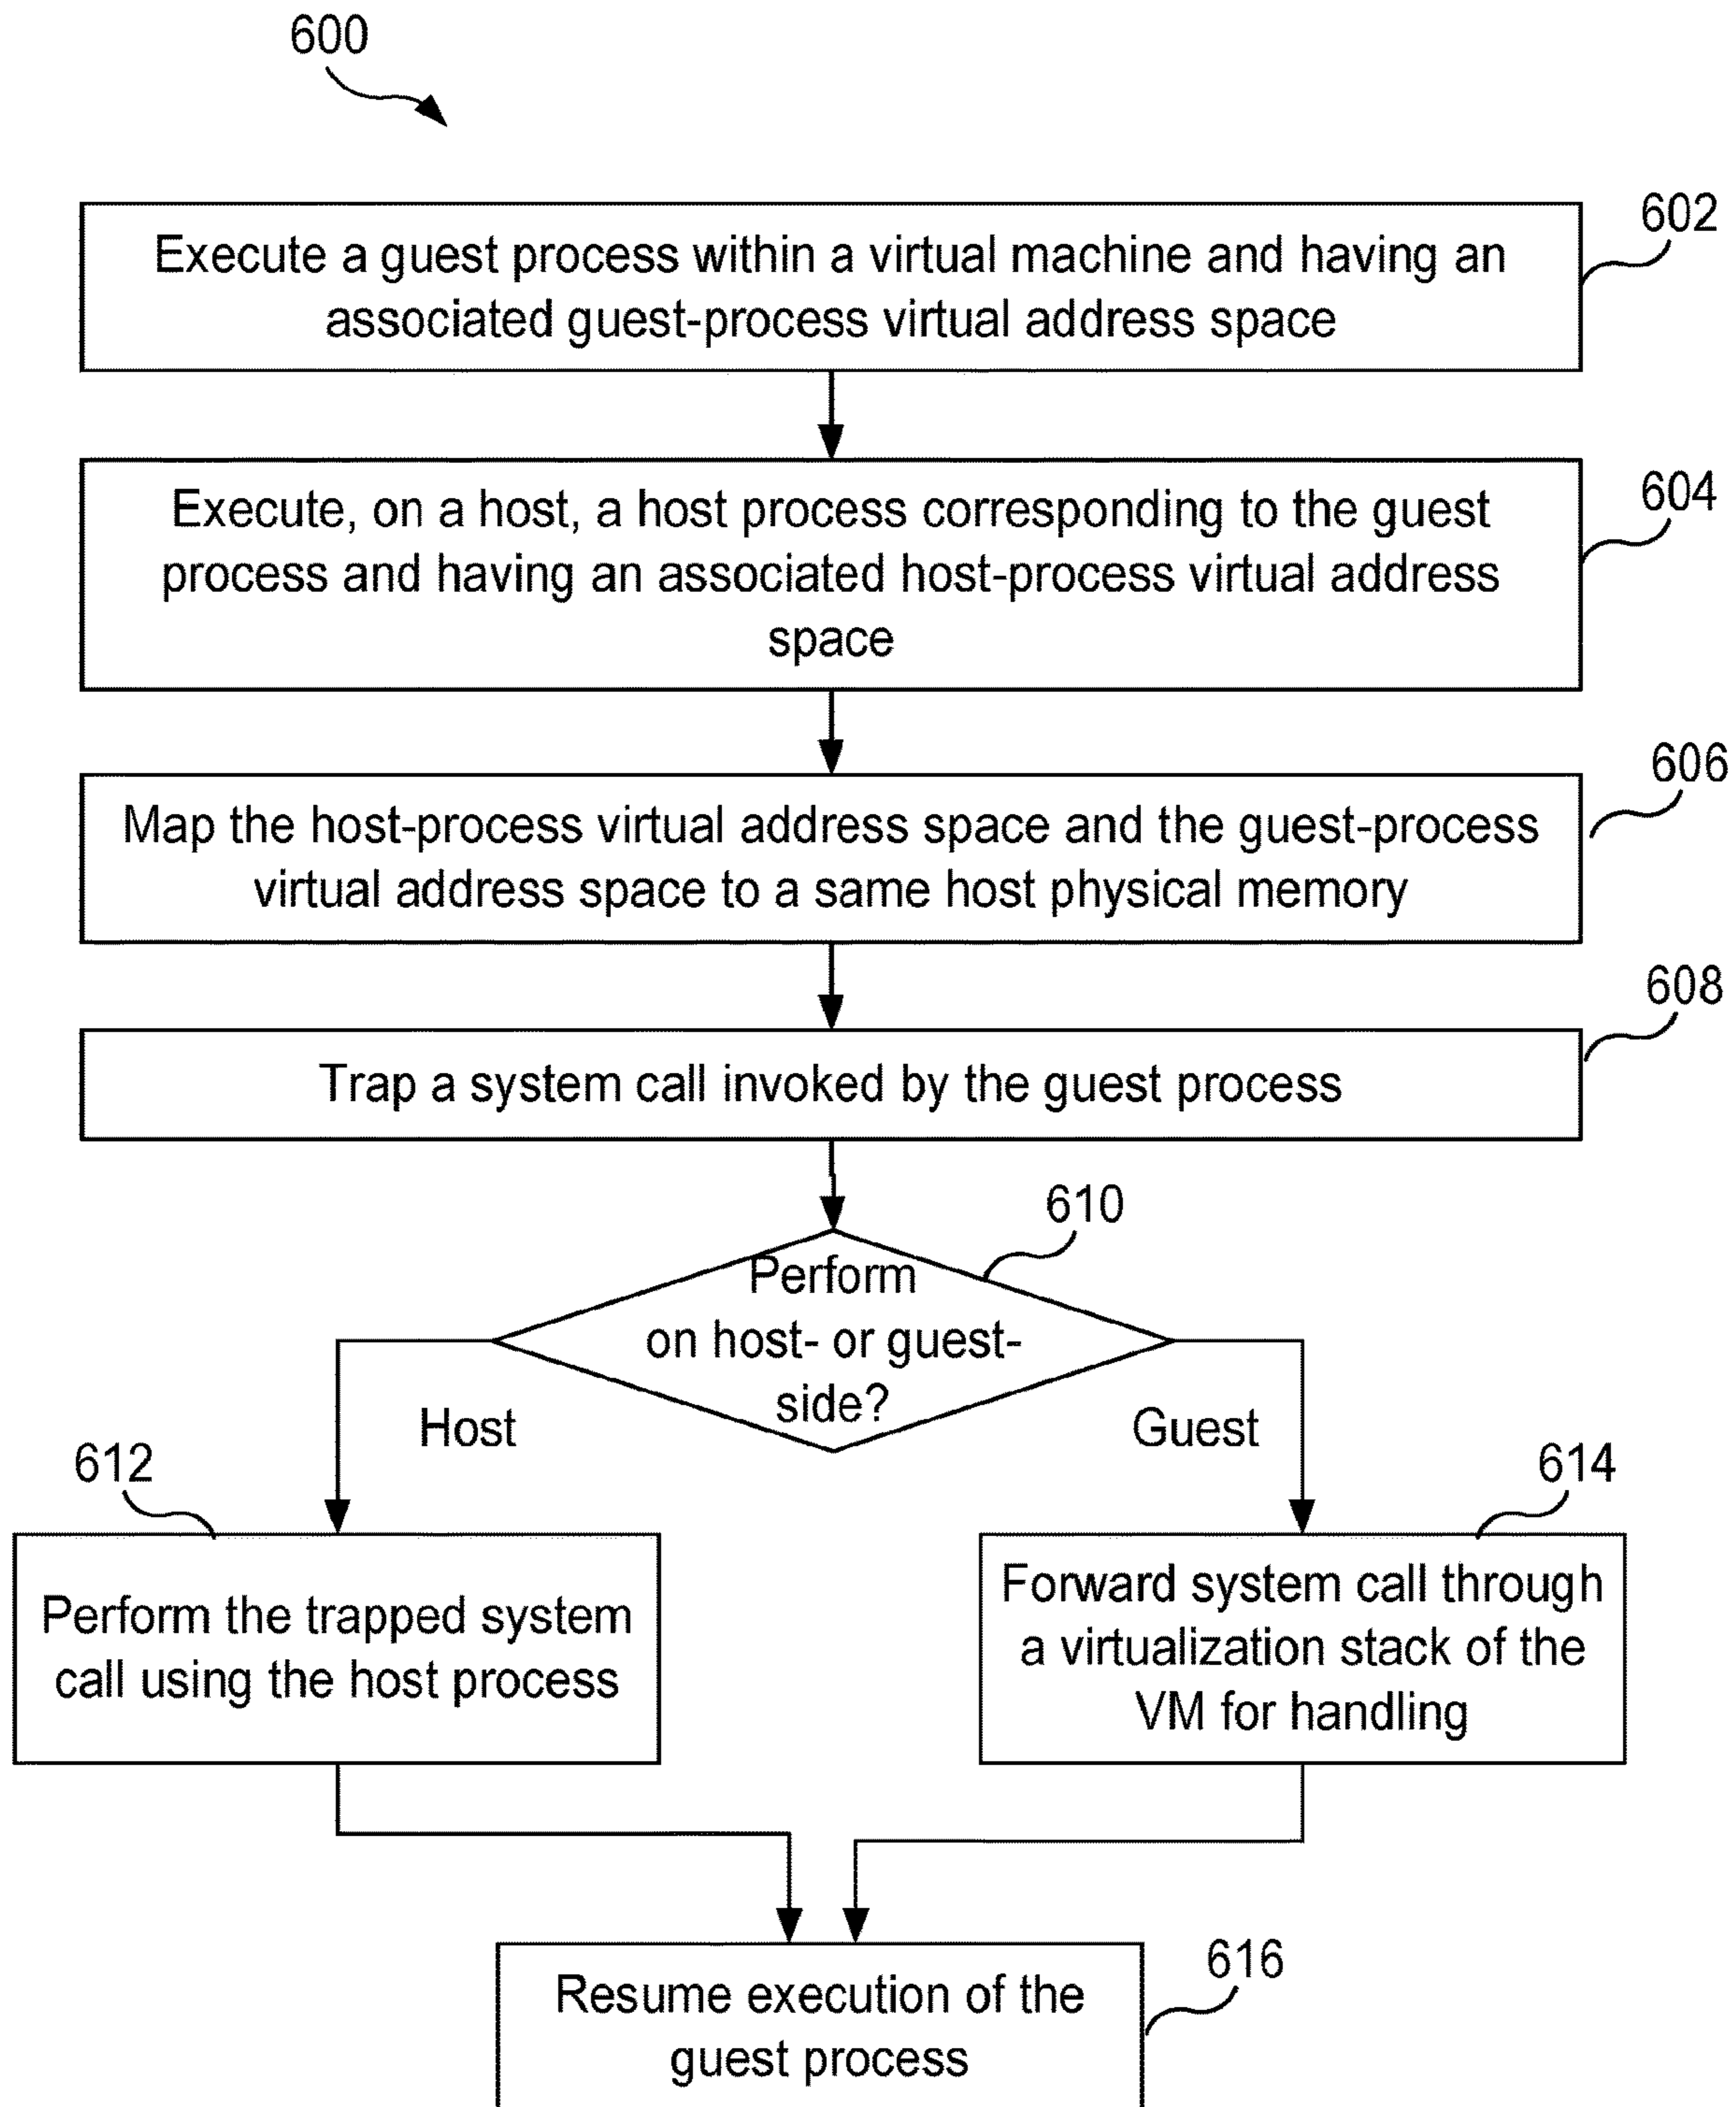 600
602
Execute a guest process within a virtual machine and having an
associated guest-process virtual address space
604
Execute, on a host, a host process corresponding to the guest
process and having an associated host-process virtual address
space
606
Map the host-process virtual address space and the guest-process
virtual address space to a same host physical memory
608
Trap a system call invoked by the guest process
610
Perform
on host- or guest-
side?
Host
Guest
612
614
Perform the trapped system
call using the host process
Forward system call through
a virtualization stack of the
VM for handling
616
Resume execution of the
guest process